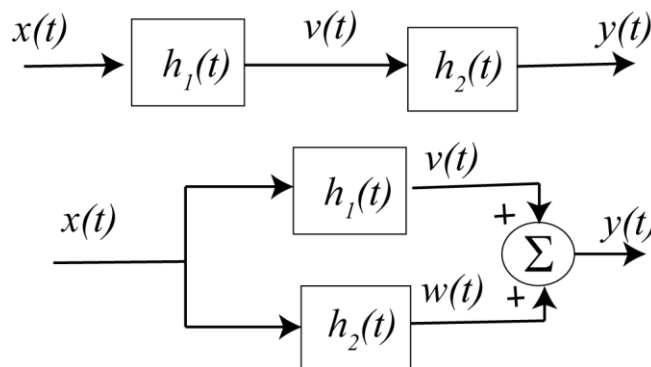 x(t) v(t) y(t)
h₁(t) h₂(t)
v(t)
h₁(t)
x(t) + y(t)
Σ
w(t) +
h₂(t)